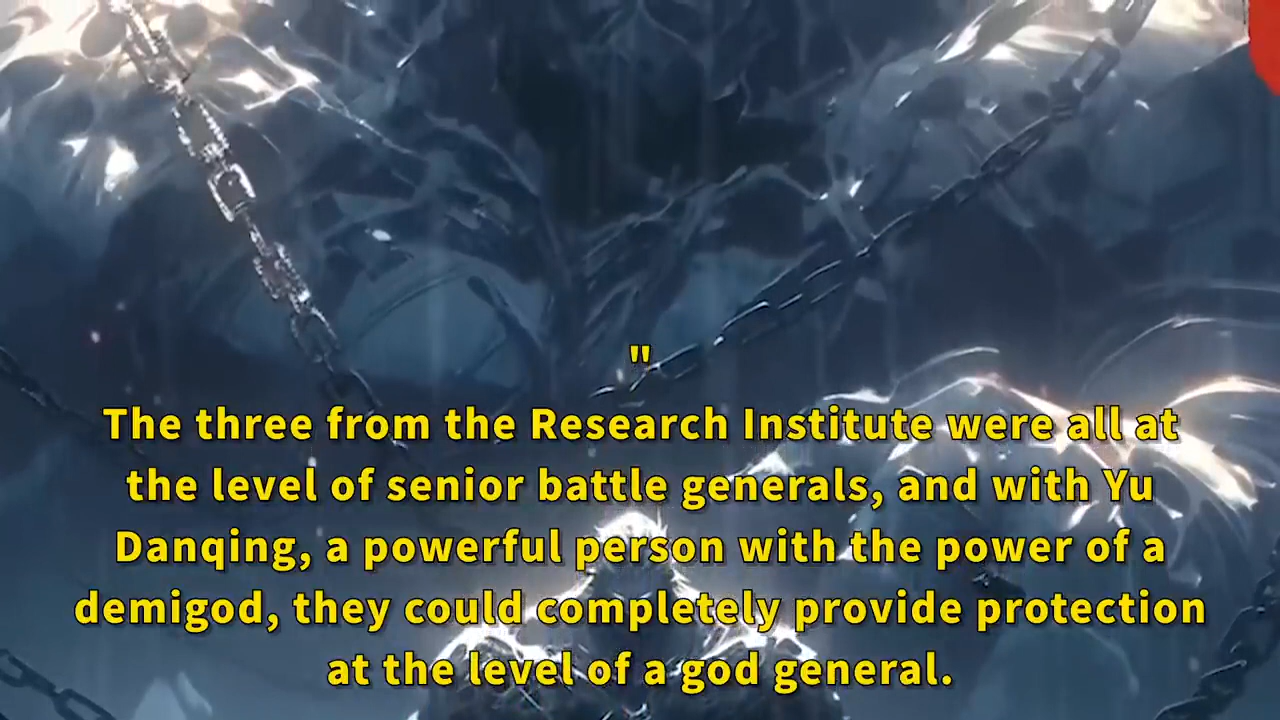 "
The three from the Research Institute were all at
the level of senior battle generals, and with Yu
Danqing, a powerful person with the power of a
demigod, they could completely provide protection
at the level of a god general.